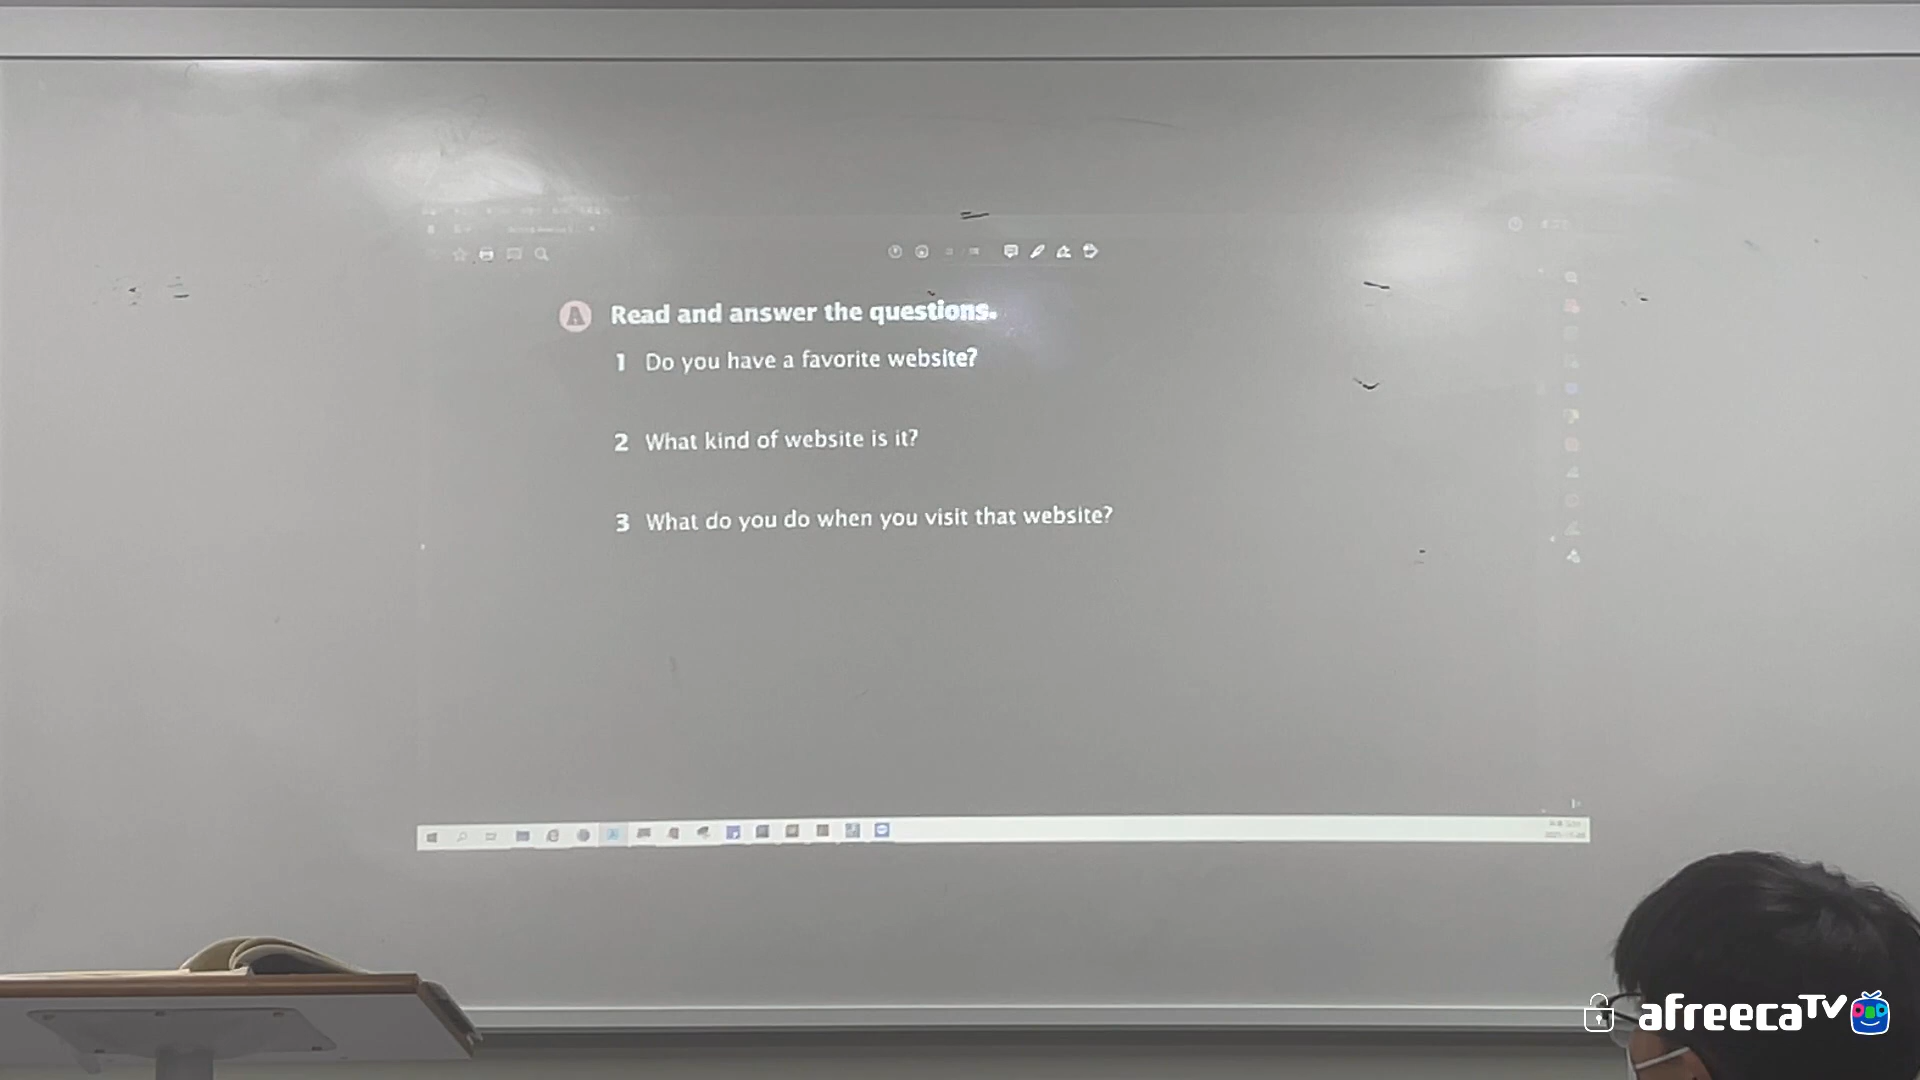 A Read and answer the questions.
1 Do you have a favorite website?
2 What kind of website is it?
3 What do you do when you visit that website?
afreecaTV